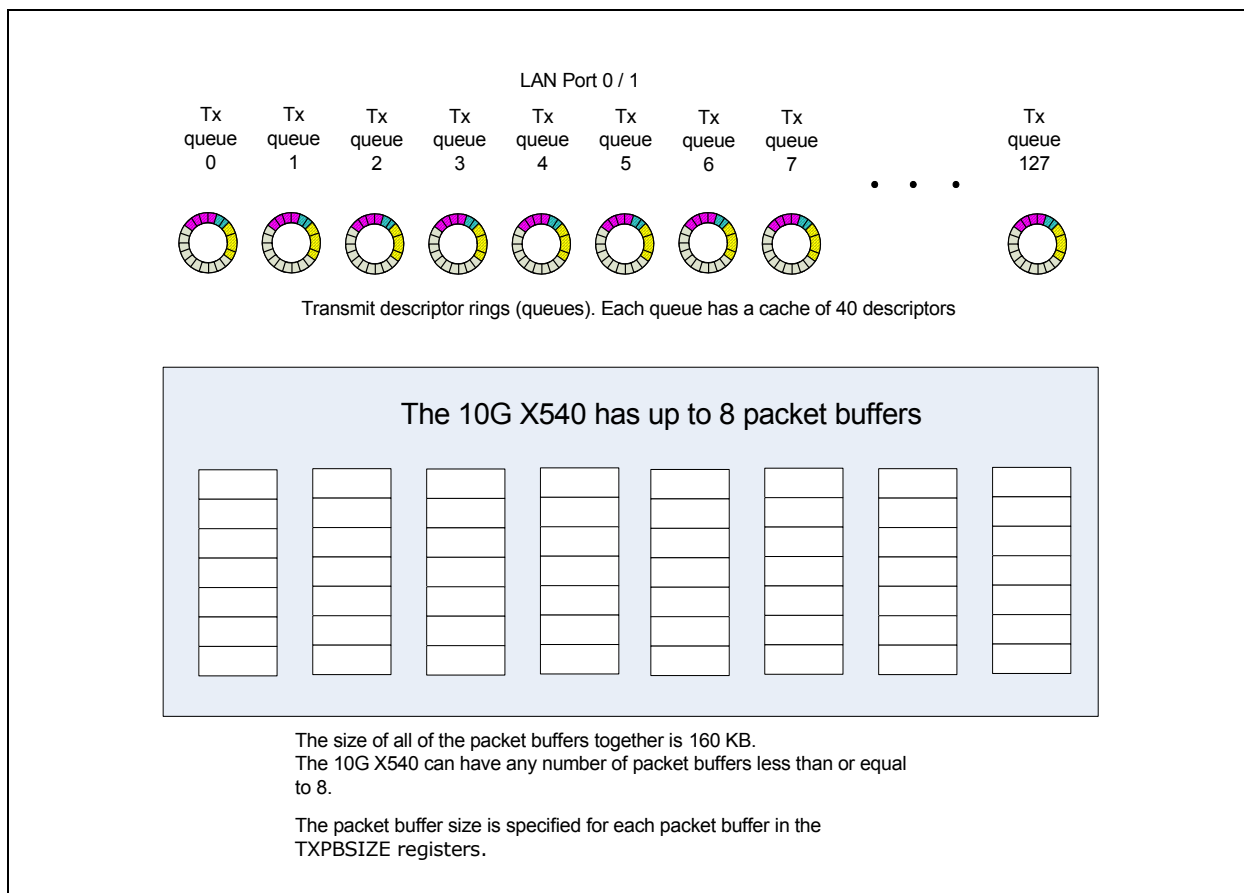 LAN Port 0 / 1
Tx queue 0
Tx queue 1
Tx queue 2
Tx queue 3
Tx queue 4
Tx queue 5
Tx queue 6
Tx queue 7
. . .
Tx queue 127
Transmit descriptor rings (queues). Each queue has a cache of 40 descriptors
The 10G X540 has up to 8 packet buffers
The size of all of the packet buffers together is 160 KB.
The 10G X540 can have any number of packet buffers less than or equal
to 8.
The packet buffer size is specified for each packet buffer in the
TXPBSIZE registers.